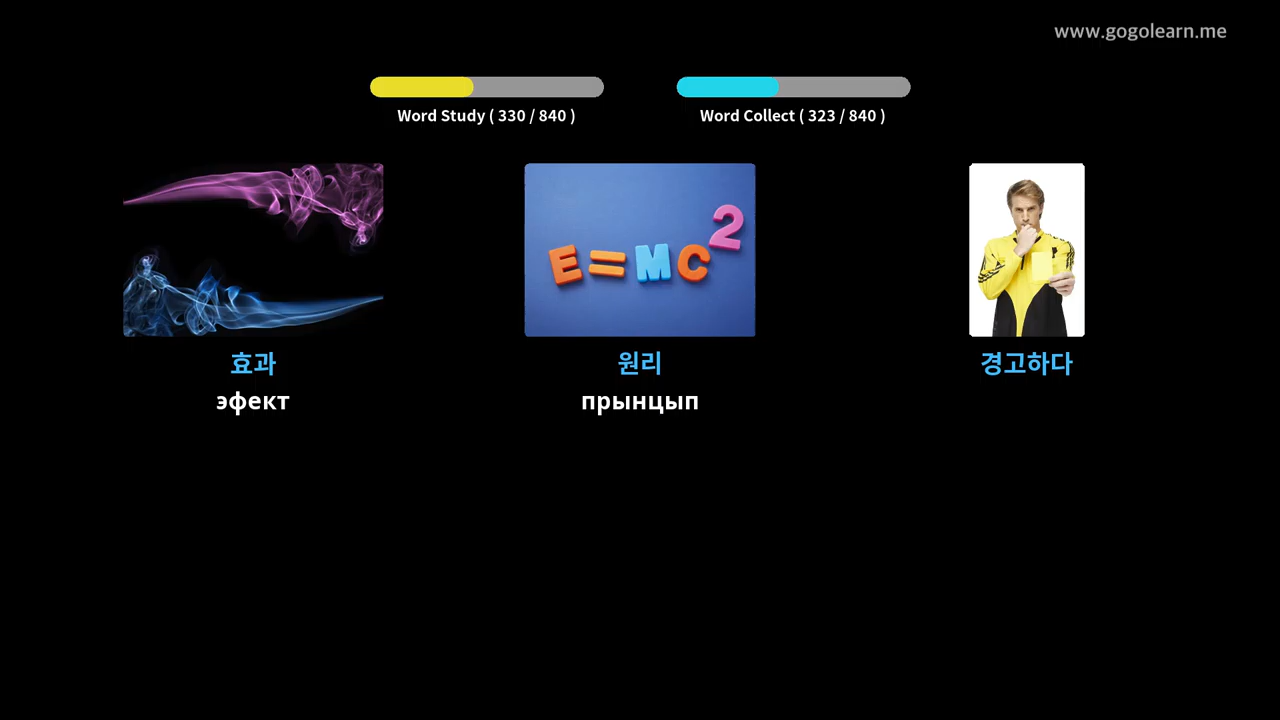 www.gogolearn.me
Word Study ( 330 / 840 )
Word Collect ( 323 / 840 )
E=MC2
효과
원리
경고하다
эфект
прынцып